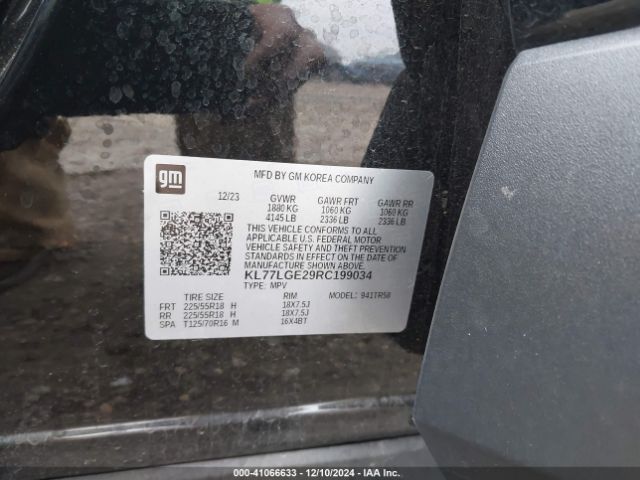 gm
MFD BY GM KOREA COMPANY
12/23 GVWR GAWR FRT GAWR RR
1880 KG 1060 KG 1060 KG
4145 LB 2336 LB 2336 LB
THIS VEHICLE CONFORMS TO ALL
APPLICABLE U.S. FEDERAL MOTOR
VEHICLE SAFETY AND THEFT PREVENTION
STANDARDS IN EFFECT ON THE DATE OF
MANUFACTURE SHOWN ABOVE.
KL77LGE29RC199034
TYPE: MPV
TIRE SIZE RIM MODEL: 941TR58
FRT 225/55R18 H 18X7.5J
RR 225/55R18 H 18X7.5J
SPA T125/70R16 M 16X4BT
000-41066633 - 12/10/2024 - IAA Inc.